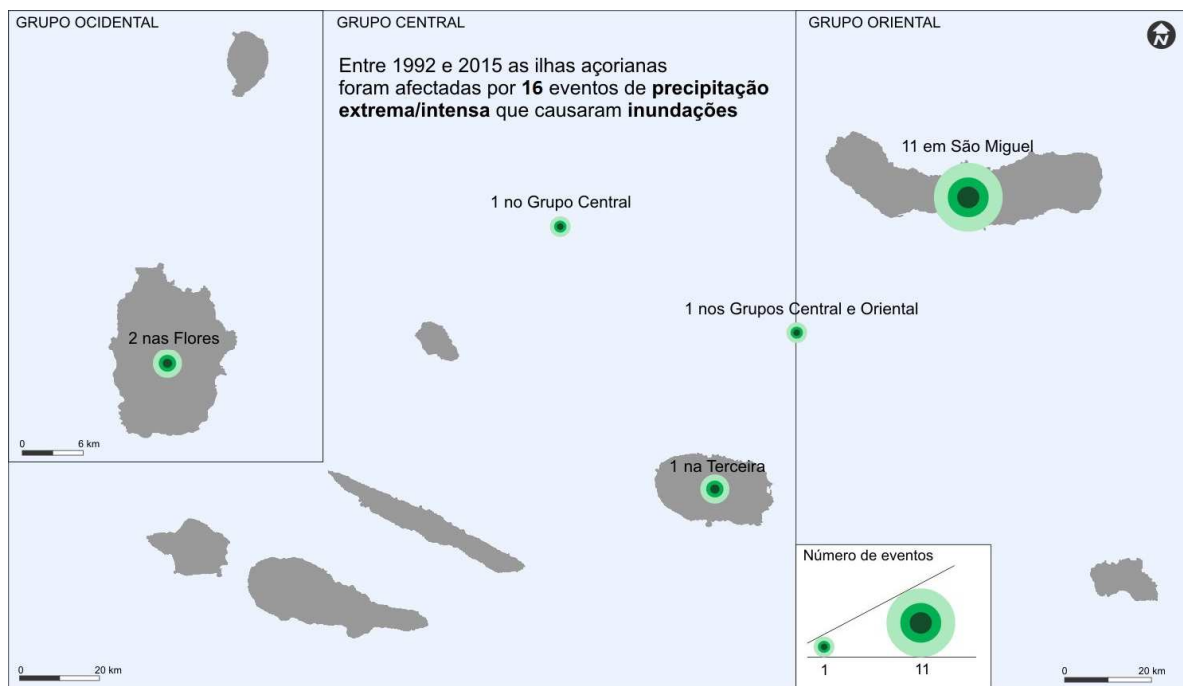 GRUPO OCIDENTAL
GRUPO CENTRAL
GRUPO ORIENTAL
N
Entre 1992 e 2015 as ilhas açorianas
foram afectadas por 16 eventos de precipitação
extrema/intensa que causaram inundações
11 em São Miguel
1 no Grupo Central
1 nos Grupos Central e Oriental
2 nas Flores
0 6 km
1 na Terceira
Número de eventos
1 11
0 20 km
0 20 km